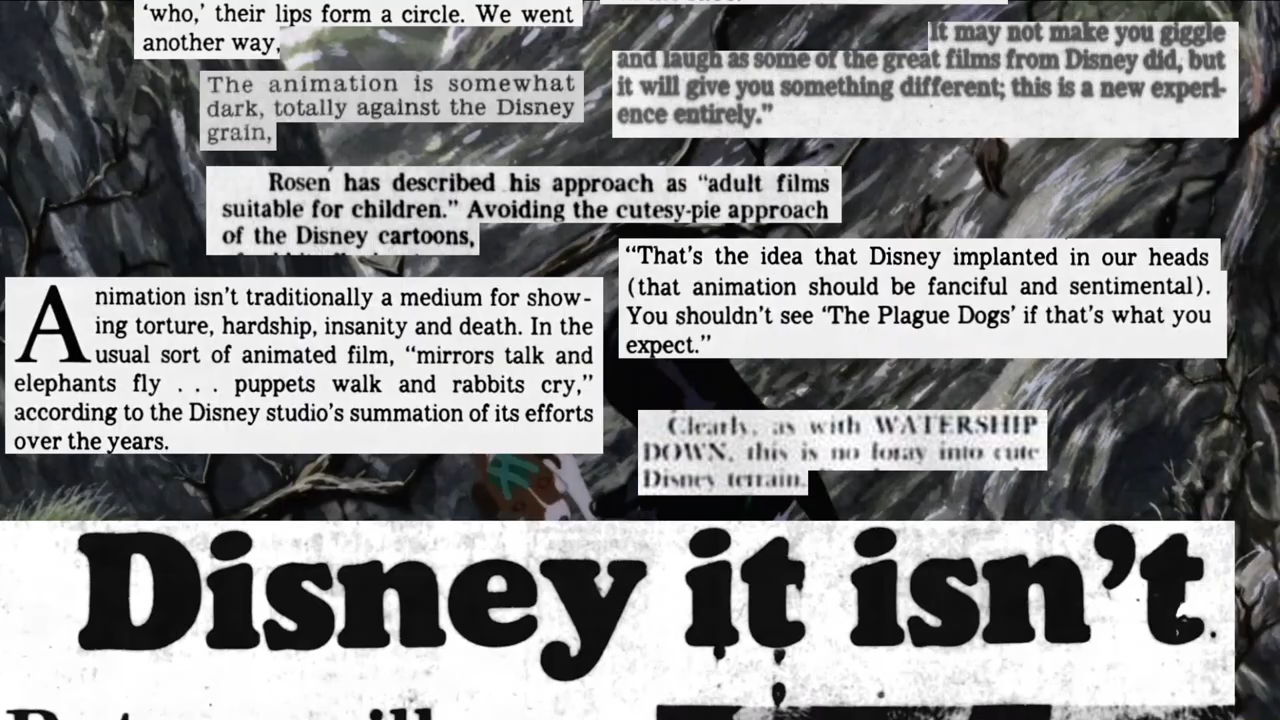 'who,' their lips form a circle. We went
another way,
It may not make you giggle
and laugh as some of the great films from Disney did, but
it will give you something different; this is a new experi-
ence entirely."
The animation is somewhat
dark, totally against the Disney
grain,
Rosen has described his approach as "adult films
suitable for children." Avoiding the cutesy-pie approach
of the Disney cartoons,
"That's the idea that Disney implanted in our heads
(that animation should be fanciful and sentimental).
You shouldn't see 'The Plague Dogs' if that's what you
expect."
Animation isn't traditionally a medium for show-
ing torture, hardship, insanity and death. In the
usual sort of animated film, "mirrors talk and
elephants fly . . . puppets walk and rabbits cry,"
according to the Disney studio's summation of its efforts
over the years.
Clearly, as with WATERSHIP
DOWN, this is no foray into cute
Disney terrain.
Disney it isn't.